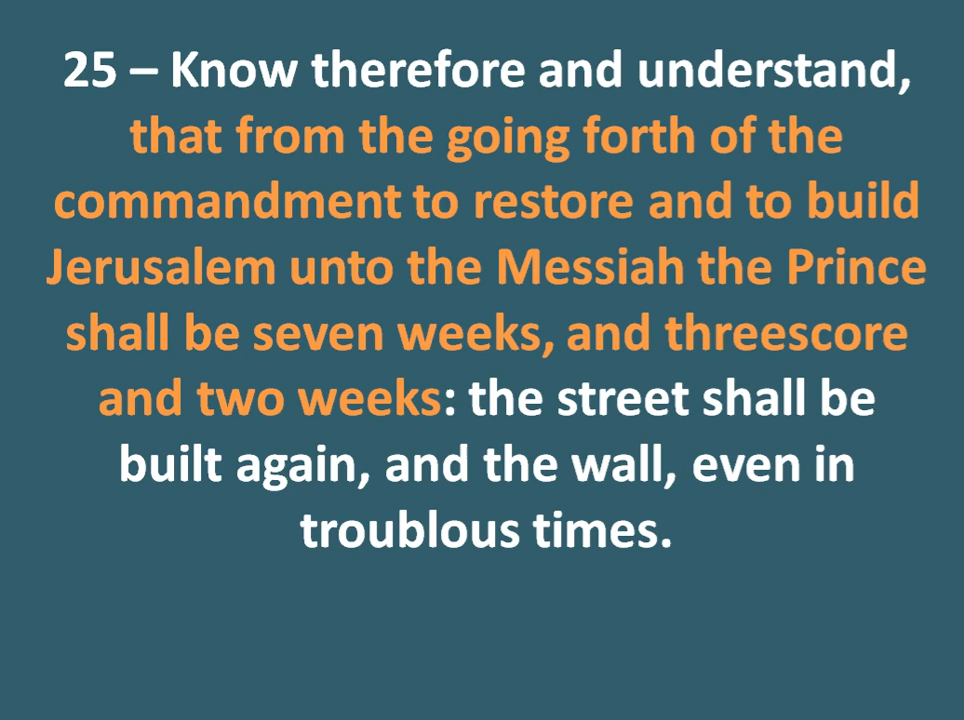 25 – Know therefore and understand,
that from the going forth of the
commandment to restore and to build
Jerusalem unto the Messiah the Prince
shall be seven weeks, and threescore
and two weeks: the street shall be
built again, and the wall, even in
troublous times.